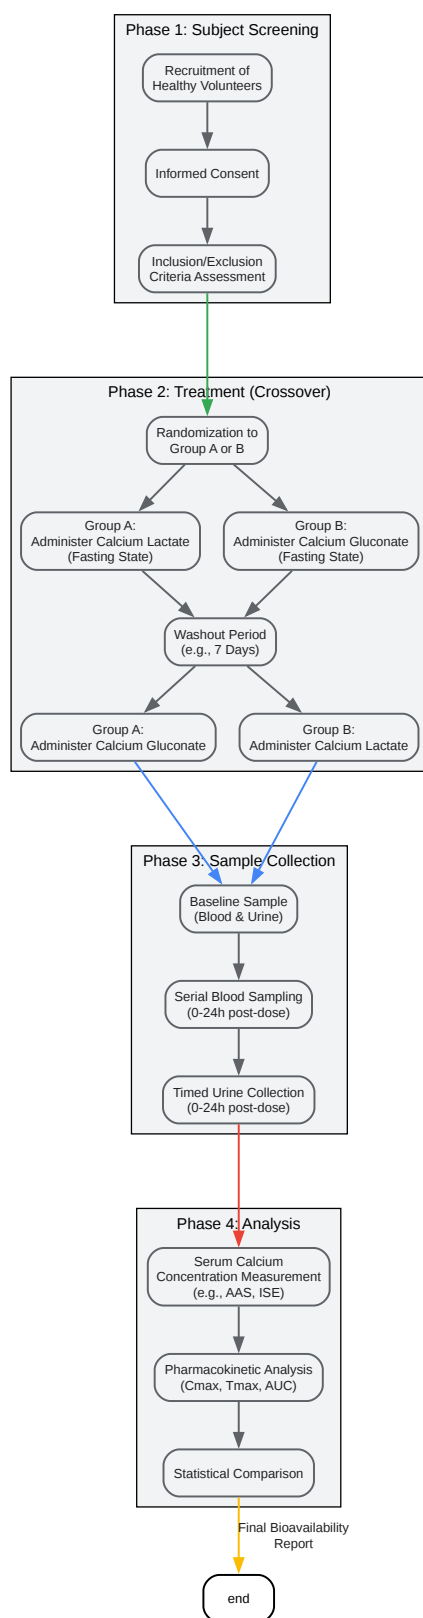 Phase 1: Subject Screening
Recruitment of
Healthy Volunteers
Informed Consent
Inclusion/Exclusion
Criteria Assessment
Phase 2: Treatment (Crossover)
Randomization to
Group A or B
Group A:
Administer Calcium Lactate
(Fasting State)
Group B:
Administer Calcium Gluconate
(Fasting State)
Washout Period
(e.g., 7 Days)
Group A:
Administer Calcium Gluconate
Group B:
Administer Calcium Lactate
Phase 3: Sample Collection
Baseline Sample
(Blood & Urine)
Serial Blood Sampling
(0-24h post-dose)
Timed Urine Collection
(0-24h post-dose)
Phase 4: Analysis
Serum Calcium
Concentration Measurement
(e.g., AAS, ISE)
Pharmacokinetic Analysis
(Cmax, Tmax, AUC)
Statistical Comparison
Final Bioavailability
Report
end